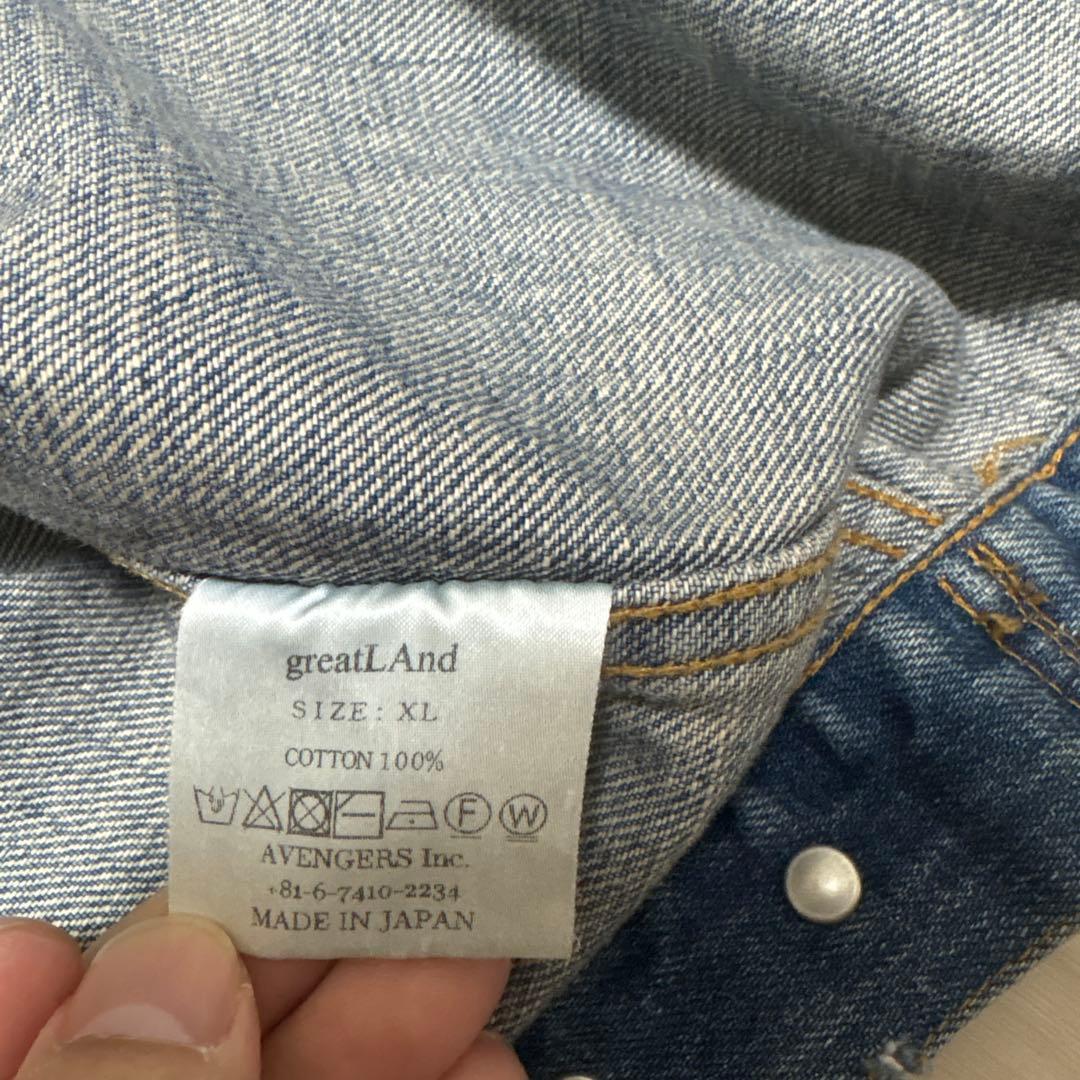 greatLAnd
SIZE: XL
COTTON 100%
F W
AVENGERS Inc.
+81-6-7410-2234
MADE IN JAPAN